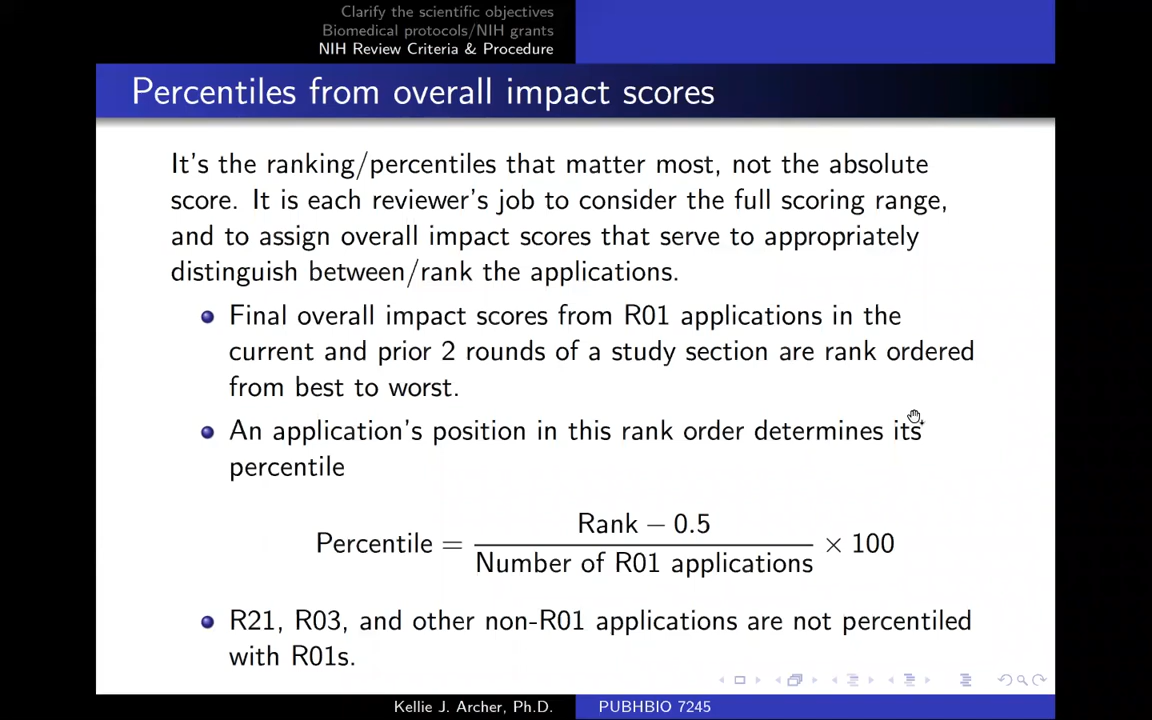 Clarify the scientific objectives
Biomedical protocols/NIH grants
NIH Review Criteria & Procedure
Percentiles from overall impact scores
It's the ranking/percentiles that matter most, not the absolute
score. It is each reviewer's job to consider the full scoring range,
and to assign overall impact scores that serve to appropriately
distinguish between/rank the applications.
Final overall impact scores from R01 applications in the
current and prior 2 rounds of a study section are rank ordered
from best to worst.
An application's position in this rank order determines its
percentile
Percentile = (Rank − 0.5) / (Number of R01 applications) × 100
R21, R03, and other non-R01 applications are not percentiled
with R01s.
Kellie J. Archer, Ph.D. PUBHBIO 7245